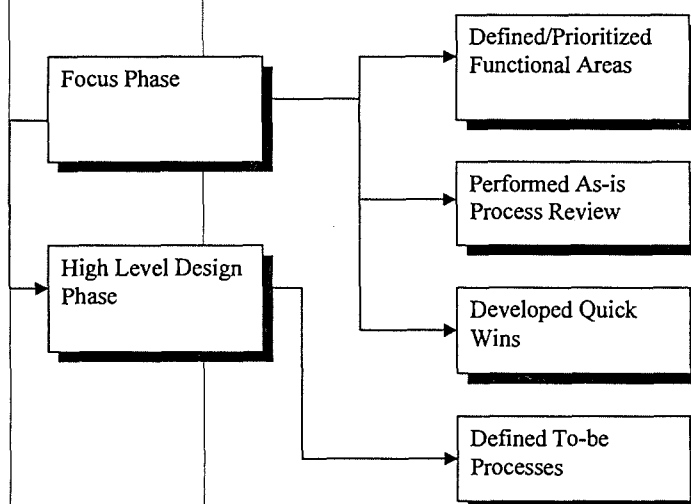 Focus Phase
High Level Design
Phase
Defined/Prioritized
Functional Areas
Performed As-is
Process Review
Developed Quick
Wins
Defined To-be
Processes